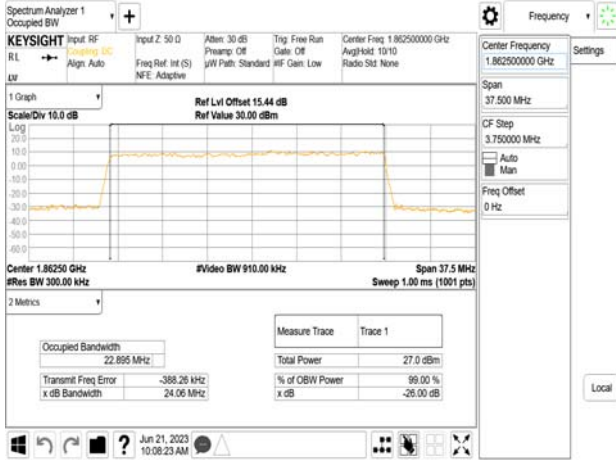 Spectrum Analyzer 1
Occupied BW
Frequency
KEYSIGHT
RL
Input: RF
Coupling: DC
Align: Auto
Input Z: 50 Ω
Freq Ref: Int (S)
NFE: Adaptive
Atten: 30 dB
Preamp: Off
µW Path: Standard
Trig: Free Run
Gate: Off
#IF Gain: Low
Center Freq: 1.862500000 GHz
Avg|Hold: 10/10
Radio Std: None
Center Frequency
1.862500000 GHz
Settings
Span
37.500 MHz
CF Step
3.750000 MHz
Auto
Man
Freq Offset
0 Hz
Local
1 Graph
Scale/Div 10.0 dB
Ref Lvl Offset 15.44 dB
Ref Value 30.00 dBm
Log
20.0
10.0
0.00
-10.0
-20.0
-30.0
-40.0
-50.0
-60.0
Center 1.86250 GHz
#Video BW 910.00 kHz
Span 37.5 MHz
#Res BW 300.00 kHz
Sweep 1.00 ms (1001 pts)
2 Metrics
Measure Trace
Trace 1
Occupied Bandwidth
22.895 MHz
Total Power
27.0 dBm
Transmit Freq Error
-388.26 kHz
% of OBW Power
99.00 %
x dB Bandwidth
24.06 MHz
x dB
-26.00 dB
Jun 21, 2023
10:08:23 AM